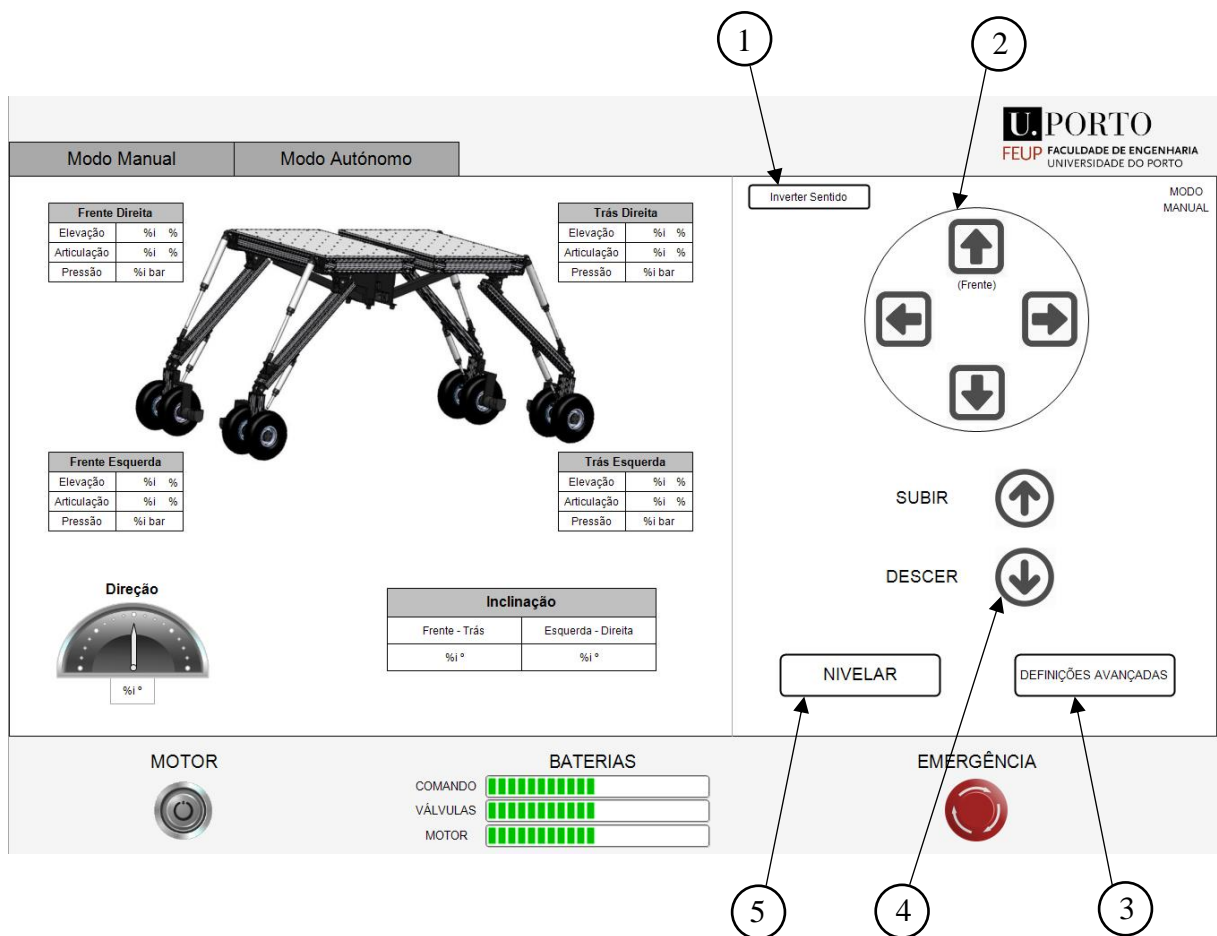 1
2
U.PORTO
FEUP FACULDADE DE ENGENHARIA
UNIVERSIDADE DO PORTO
Modo Manual
Modo Autónomo
Inverter Sentido
MODO
MANUAL
Frente Direita
Elevação %i %
Articulação %i %
Pressão %i bar
Trás Direita
Elevação %i %
Articulação %i %
Pressão %i bar
(Frente)
Frente Esquerda
Elevação %i %
Articulação %i %
Pressão %i bar
Trás Esquerda
Elevação %i %
Articulação %i %
Pressão %i bar
SUBIR
DESCER
Direção
%i º
Inclinação
Frente - Trás Esquerda - Direita
%i º %i º
NIVELAR
DEFINIÇÕES AVANÇADAS
MOTOR
BATERIAS
COMANDO
VÁLVULAS
MOTOR
EMERGÊNCIA
5
4
3